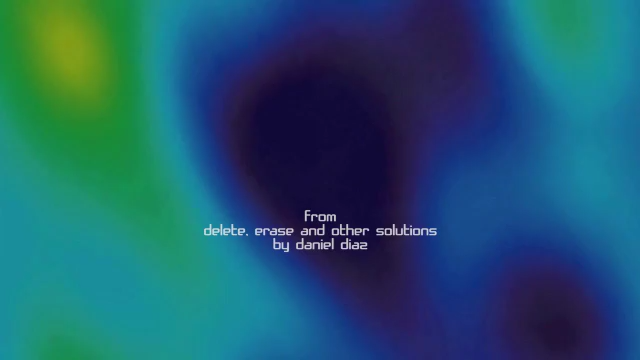 From
delete, erase and other solutions
by daniel diaz